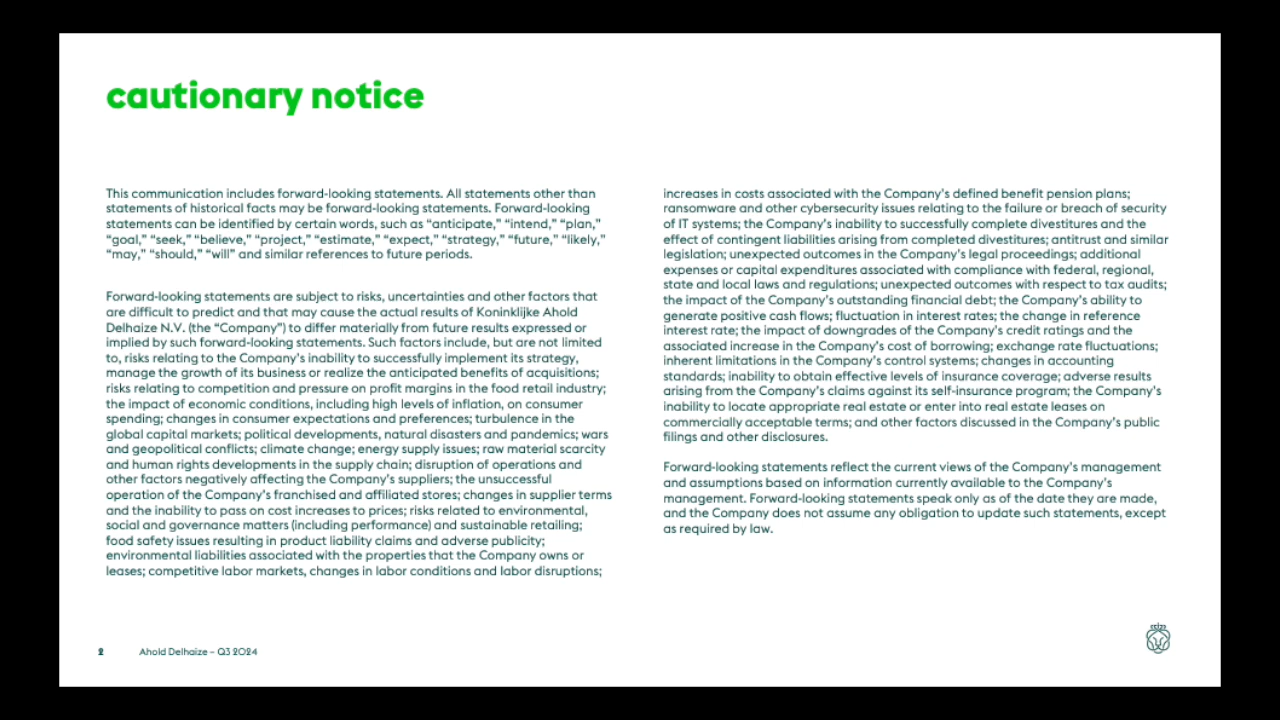 cautionary notice
This communication includes forward-looking statements. All statements other than
statements of historical facts may be forward-looking statements. Forward-looking
statements can be identified by certain words, such as “anticipate,” “intend,” “plan,”
“goal,” “seek,” “believe,” “project,” “estimate,” “expect,” “strategy,” “future,” “likely,”
“may,” “should,” “will” and similar references to future periods.
Forward-looking statements are subject to risks, uncertainties and other factors that
are difficult to predict and that may cause the actual results of Koninklijke Ahold
Delhaize N.V. (the “Company”) to differ materially from future results expressed or
implied by such forward-looking statements. Such factors include, but are not limited
to, risks relating to the Company’s inability to successfully implement its strategy,
manage the growth of its business or realize the anticipated benefits of acquisitions;
risks relating to competition and pressure on profit margins in the food retail industry;
the impact of economic conditions, including high levels of inflation, on consumer
spending; changes in consumer expectations and preferences; turbulence in the
global capital markets; political developments, natural disasters and pandemics; wars
and geopolitical conflicts; climate change; energy supply issues; raw material scarcity
and human rights developments in the supply chain; disruption of operations and
other factors negatively affecting the Company’s suppliers; the unsuccessful
operation of the Company’s franchised and affiliated stores; changes in supplier terms
and the inability to pass on cost increases to prices; risks related to environmental,
social and governance matters (including performance) and sustainable retailing;
food safety issues resulting in product liability claims and adverse publicity;
environmental liabilities associated with the properties that the Company owns or
leases; competitive labor markets, changes in labor conditions and labor disruptions;
increases in costs associated with the Company’s defined benefit pension plans;
ransomware and other cybersecurity issues relating to the failure or breach of security
of IT systems; the Company’s inability to successfully complete divestitures and the
effect of contingent liabilities arising from completed divestitures; antitrust and similar
legislation; unexpected outcomes in the Company’s legal proceedings; additional
expenses or capital expenditures associated with compliance with federal, regional,
state and local laws and regulations; unexpected outcomes with respect to tax audits;
the impact of the Company’s outstanding financial debt; the Company’s ability to
generate positive cash flows; fluctuation in interest rates; the change in reference
interest rate; the impact of downgrades of the Company’s credit ratings and the
associated increase in the Company’s cost of borrowing; exchange rate fluctuations;
inherent limitations in the Company’s control systems; changes in accounting
standards; inability to obtain effective levels of insurance coverage; adverse results
arising from the Company’s claims against its self-insurance program; the Company’s
inability to locate appropriate real estate or enter into real estate leases on
commercially acceptable terms; and other factors discussed in the Company’s public
filings and other disclosures.
Forward-looking statements reflect the current views of the Company’s management
and assumptions based on information currently available to the Company’s
management. Forward-looking statements speak only as of the date they are made,
and the Company does not assume any obligation to update such statements, except
as required by law.
2 Ahold Delhaize – Q3 2024